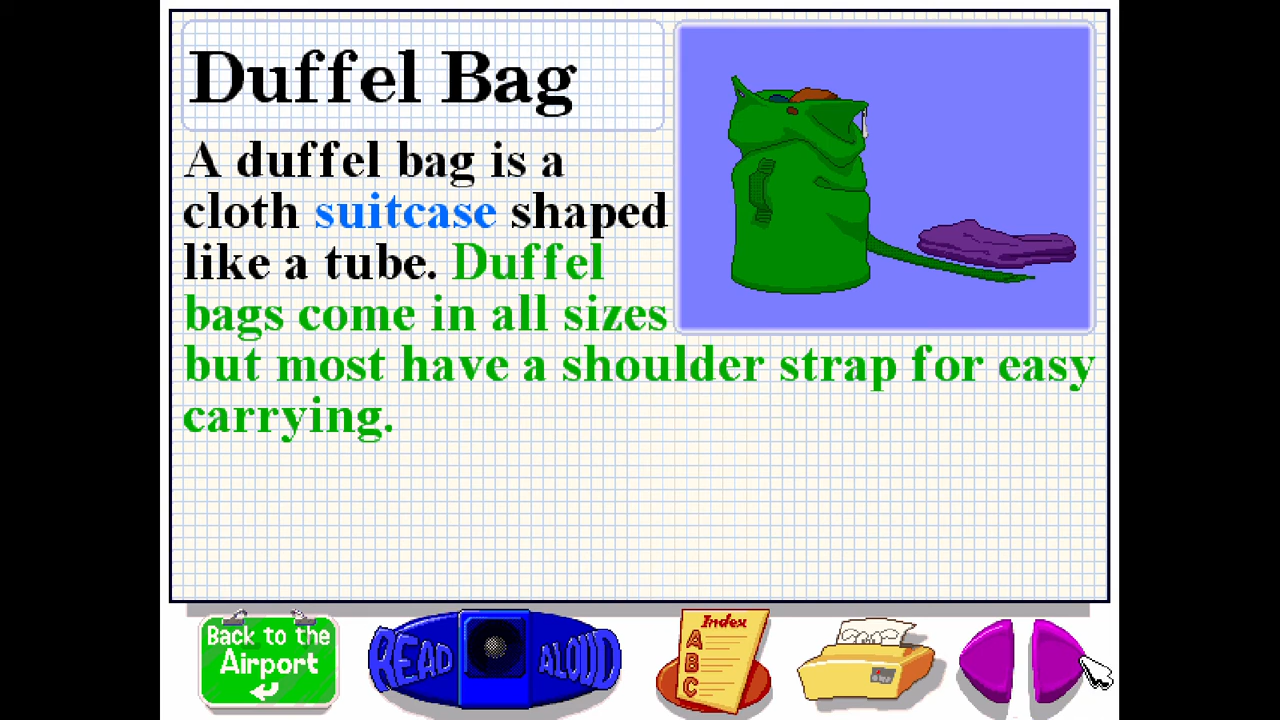 Duffel Bag
A duffel bag is a
cloth suitcase shaped
like a tube. Duffel
bags come in all sizes
but most have a shoulder strap for easy
carrying.
Back to the
Airport
READ ALOUD
Index
A
B
C